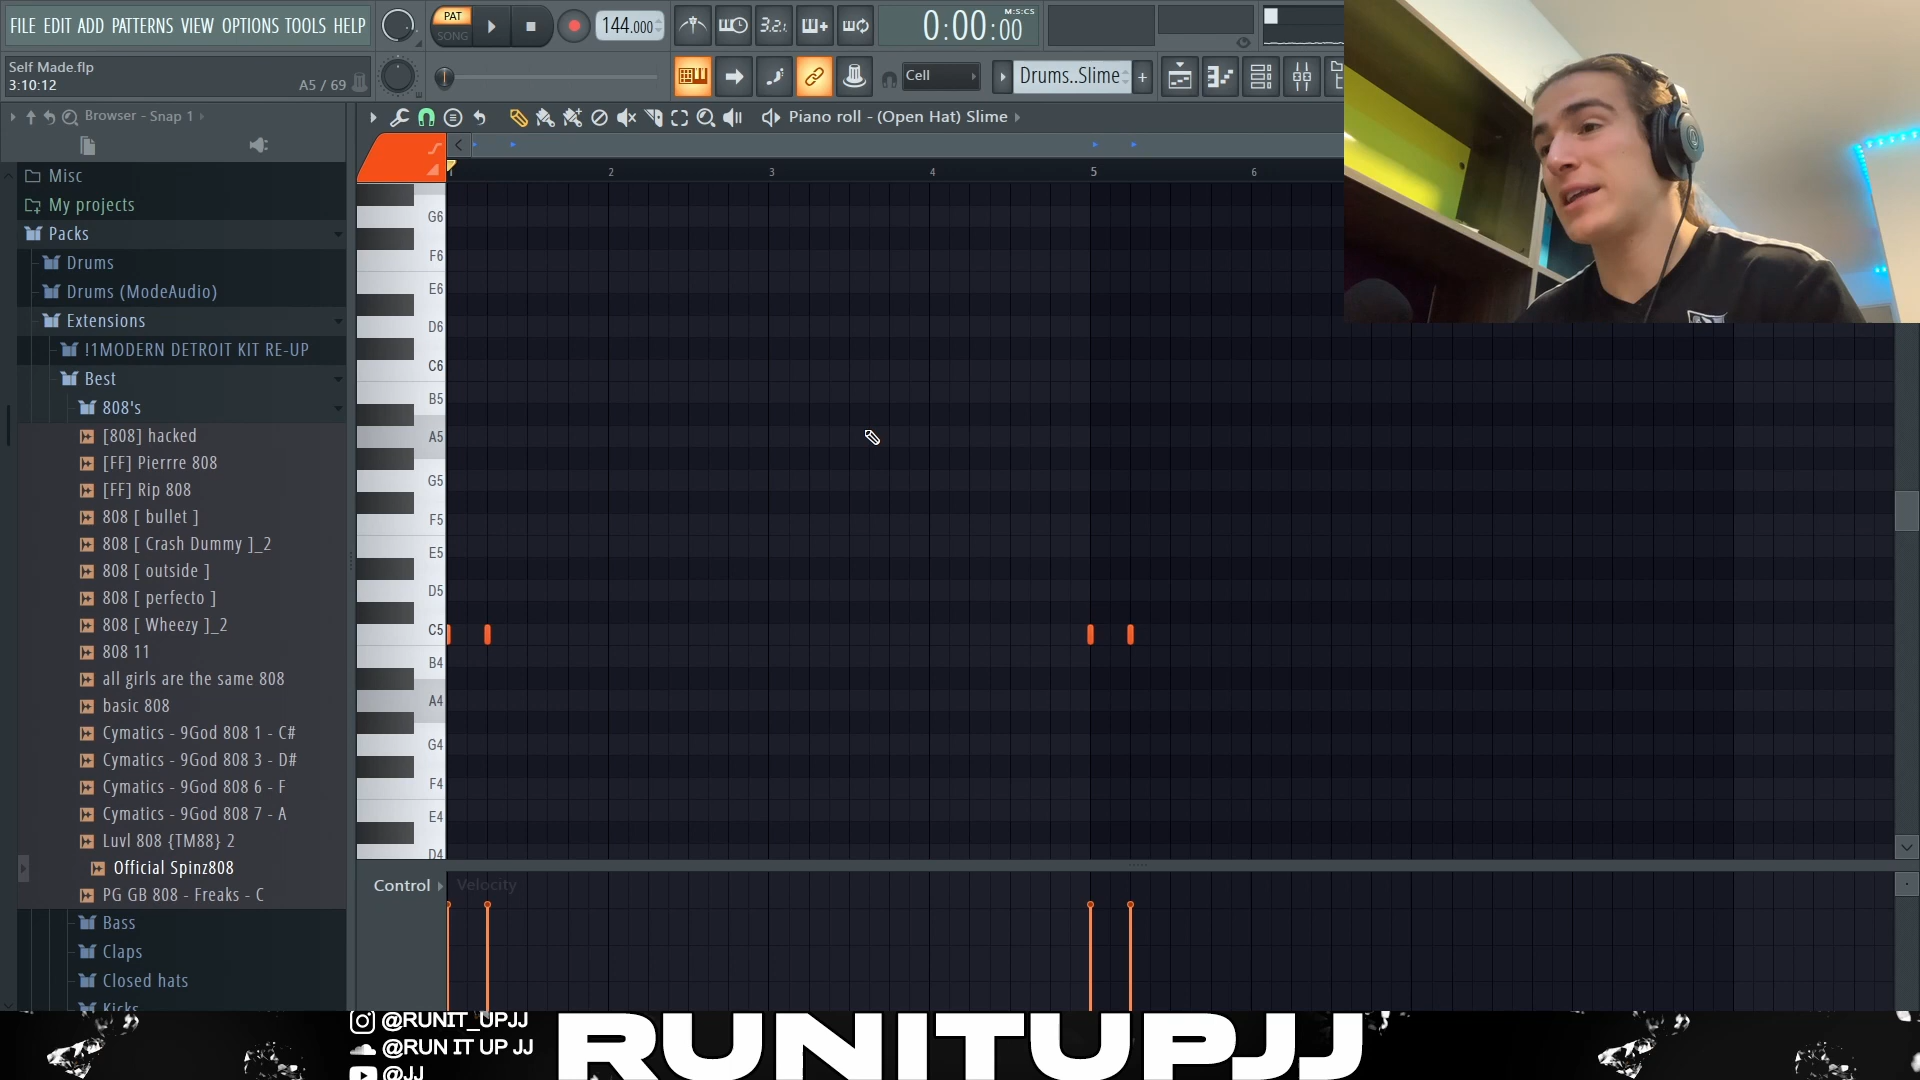 FILE EDIT ADD PATTERNS VIEW OPTIONS TOOLS HELP
PAT
SONG
144.000
3.2.1
0:00:00
M:S:CS
Self Made.flp
3:10:12
A5 / 69
Cell
Drums..Slime
Browser - Snap 1
Piano roll - (Open Hat) Slime
Misc
My projects
Packs
Drums
Drums (ModeAudio)
Extensions
!1MODERN DETROIT KIT RE-UP
Best
808's
[808] hacked
[FF] Pierrre 808
[FF] Rip 808
808 [ bullet ]
808 [ Crash Dummy ]_2
808 [ outside ]
808 [ perfecto ]
808 [ Wheezy ]_2
808 11
all girls are the same 808
basic 808
Cymatics - 9God 808 1 - C#
Cymatics - 9God 808 3 - D#
Cymatics - 9God 808 6 - F
Cymatics - 9God 808 7 - A
Luvl 808 {TM88} 2
Official Spinz808
PG GB 808 - Freaks - C
Bass
Claps
Closed hats
Kicks
1
2
3
4
5
6
G6
F6
E6
D6
C6
B5
A5
G5
F5
E5
D5
C5
B4
A4
G4
F4
E4
D4
Control
Velocity
@RUNIT_UPJJ
@RUN IT UP JJ
@JJ
RUNITUPJJ